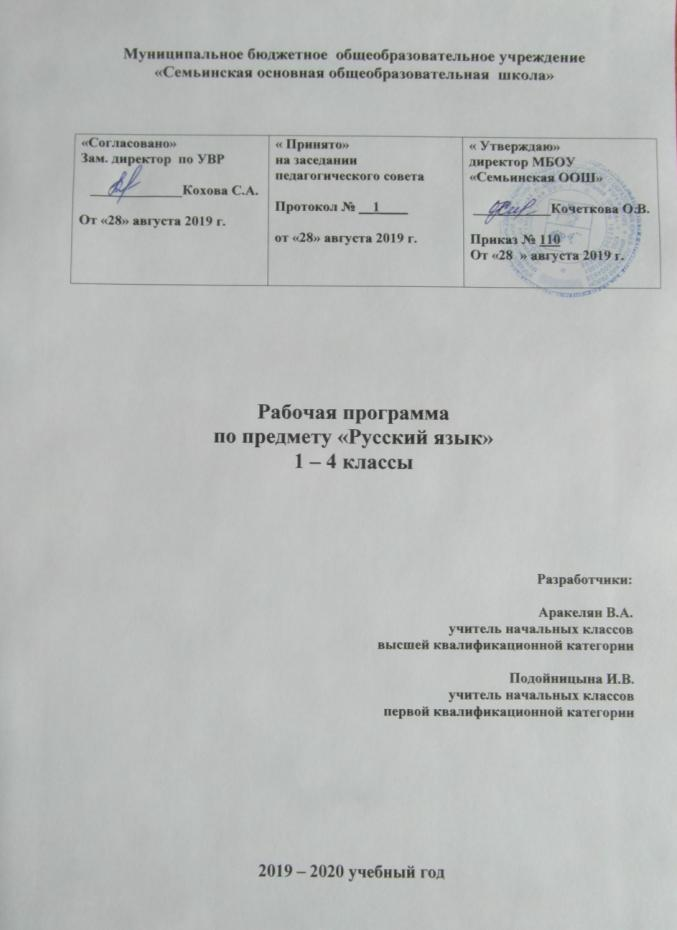 Муниципальное бюджетное общеобразовательное учреждение
«Семьинская основная общеобразовательная школа»
«Согласовано»
Зам. директор по УВР
____________Кохова С.А.
От «28» августа 2019 г.
« Принято»
на заседании
педагогического совета
Протокол № __1____
от «28» августа 2019 г.
« Утверждаю»
директор МБОУ
«Семьинская ООШ»
__________ Кочеткова О.В.
Приказ № 110
От «28 » августа 2019 г.
Рабочая программа
по предмету «Русский язык»
1 – 4 классы
Разработчики:
Аракелян В.А.
учитель начальных классов
высшей квалификационной категории
Подойницына И.В.
учитель начальных классов
первой квалификационной категории
2019 – 2020 учебный год